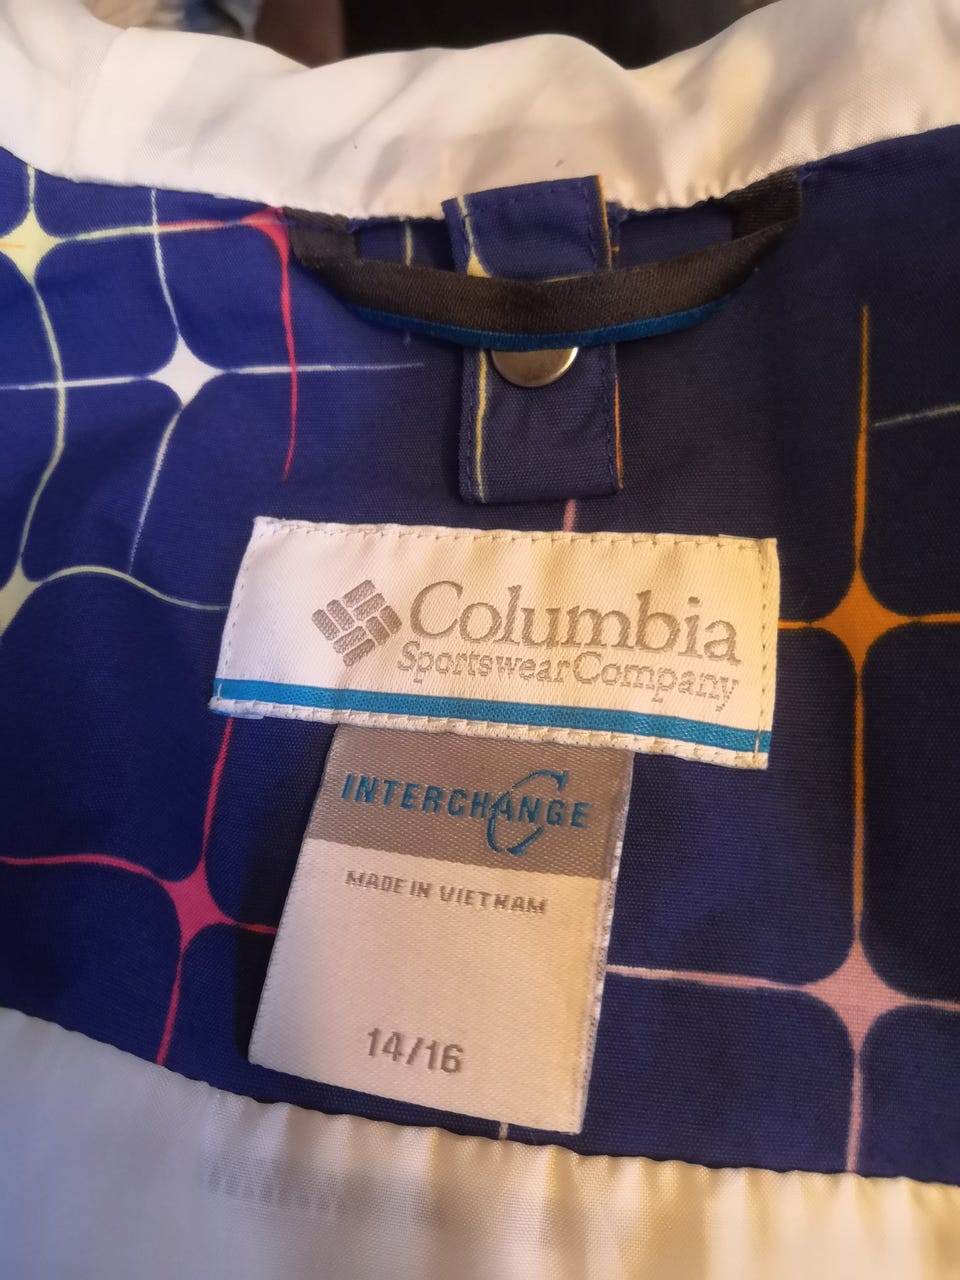 Columbia
Sportswear Company
INTERCHANGE
MADE IN VIETNAM
14/16